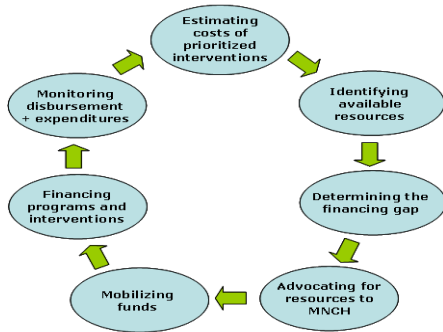 Estimating
costs of
prioritized
interventions
Identifying
available
resources
Determining the
financing gap
Advocating for
resources to
MNCH
Mobilizing
funds
Financing
programs and
interventions
Monitoring
disbursement
+ expenditures